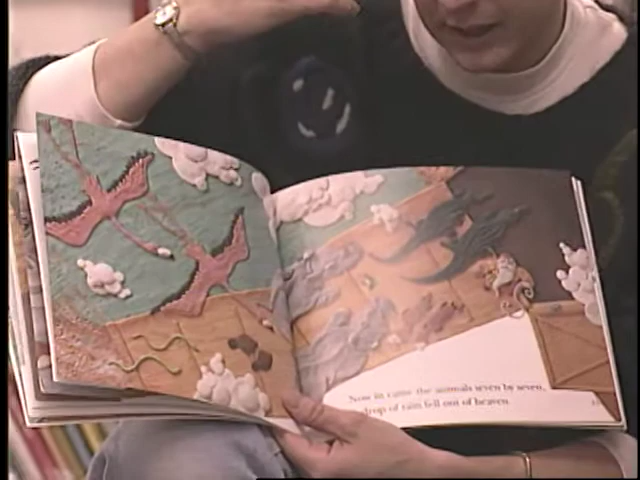 Now in came the animals seven by seven,
drop of rain fell out of heaven